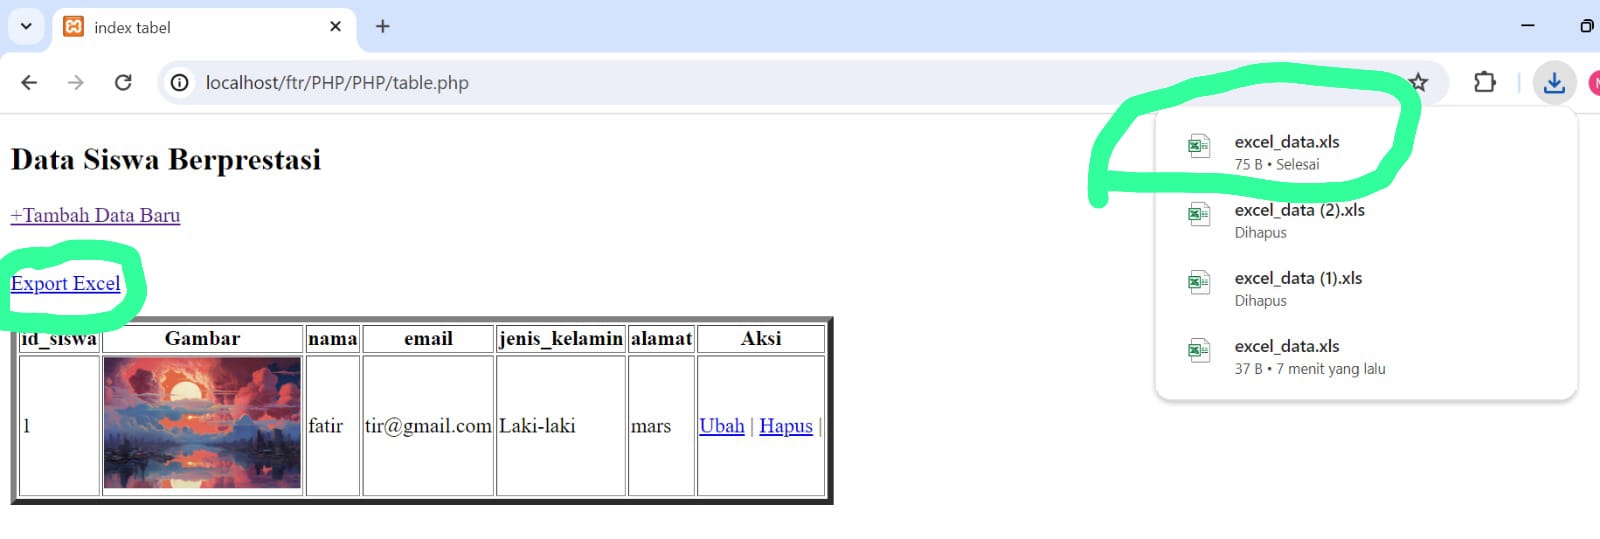 index tabel
localhost/ftr/PHP/PHP/table.php
Data Siswa Berprestasi
+Tambah Data Baru
Export Excel
id_siswa Gambar nama email jenis_kelamin alamat Aksi
1 fatir tir@gmail.com Laki-laki mars Ubah | Hapus |
excel_data.xls
75 B • Selesai
excel_data (2).xls
Dihapus
excel_data (1).xls
Dihapus
excel_data.xls
37 B • 7 menit yang lalu